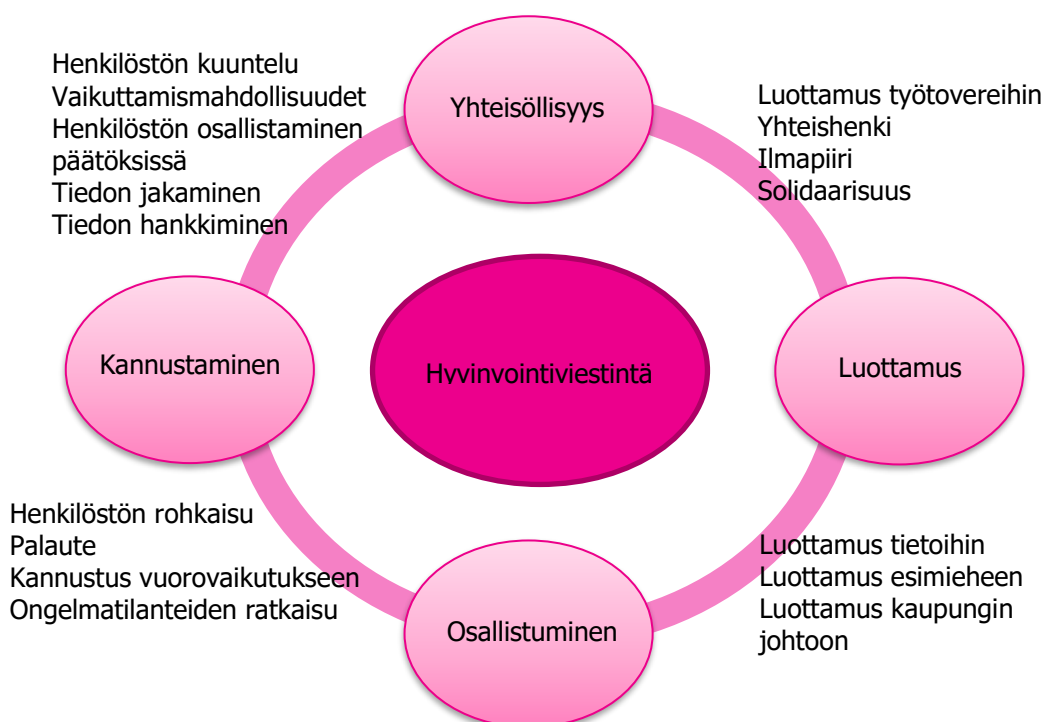 Henkilöstön kuuntelu
Vaikuttamismahdollisuudet
Henkilöstön osallistaminen
päätöksissä
Tiedon jakaminen
Tiedon hankkiminen
Yhteisöllisyys
Luottamus työtovereihin
Yhteishenki
Ilmapiiri
Solidaarisuus
Kannustaminen
Hyvinvointiviestintä
Luottamus
Henkilöstön rohkaisu
Palaute
Kannustus vuorovaikutukseen
Ongelmatilanteiden ratkaisu
Osallistuminen
Luottamus tietoihin
Luottamus esimieheen
Luottamus kaupungin
johtoon